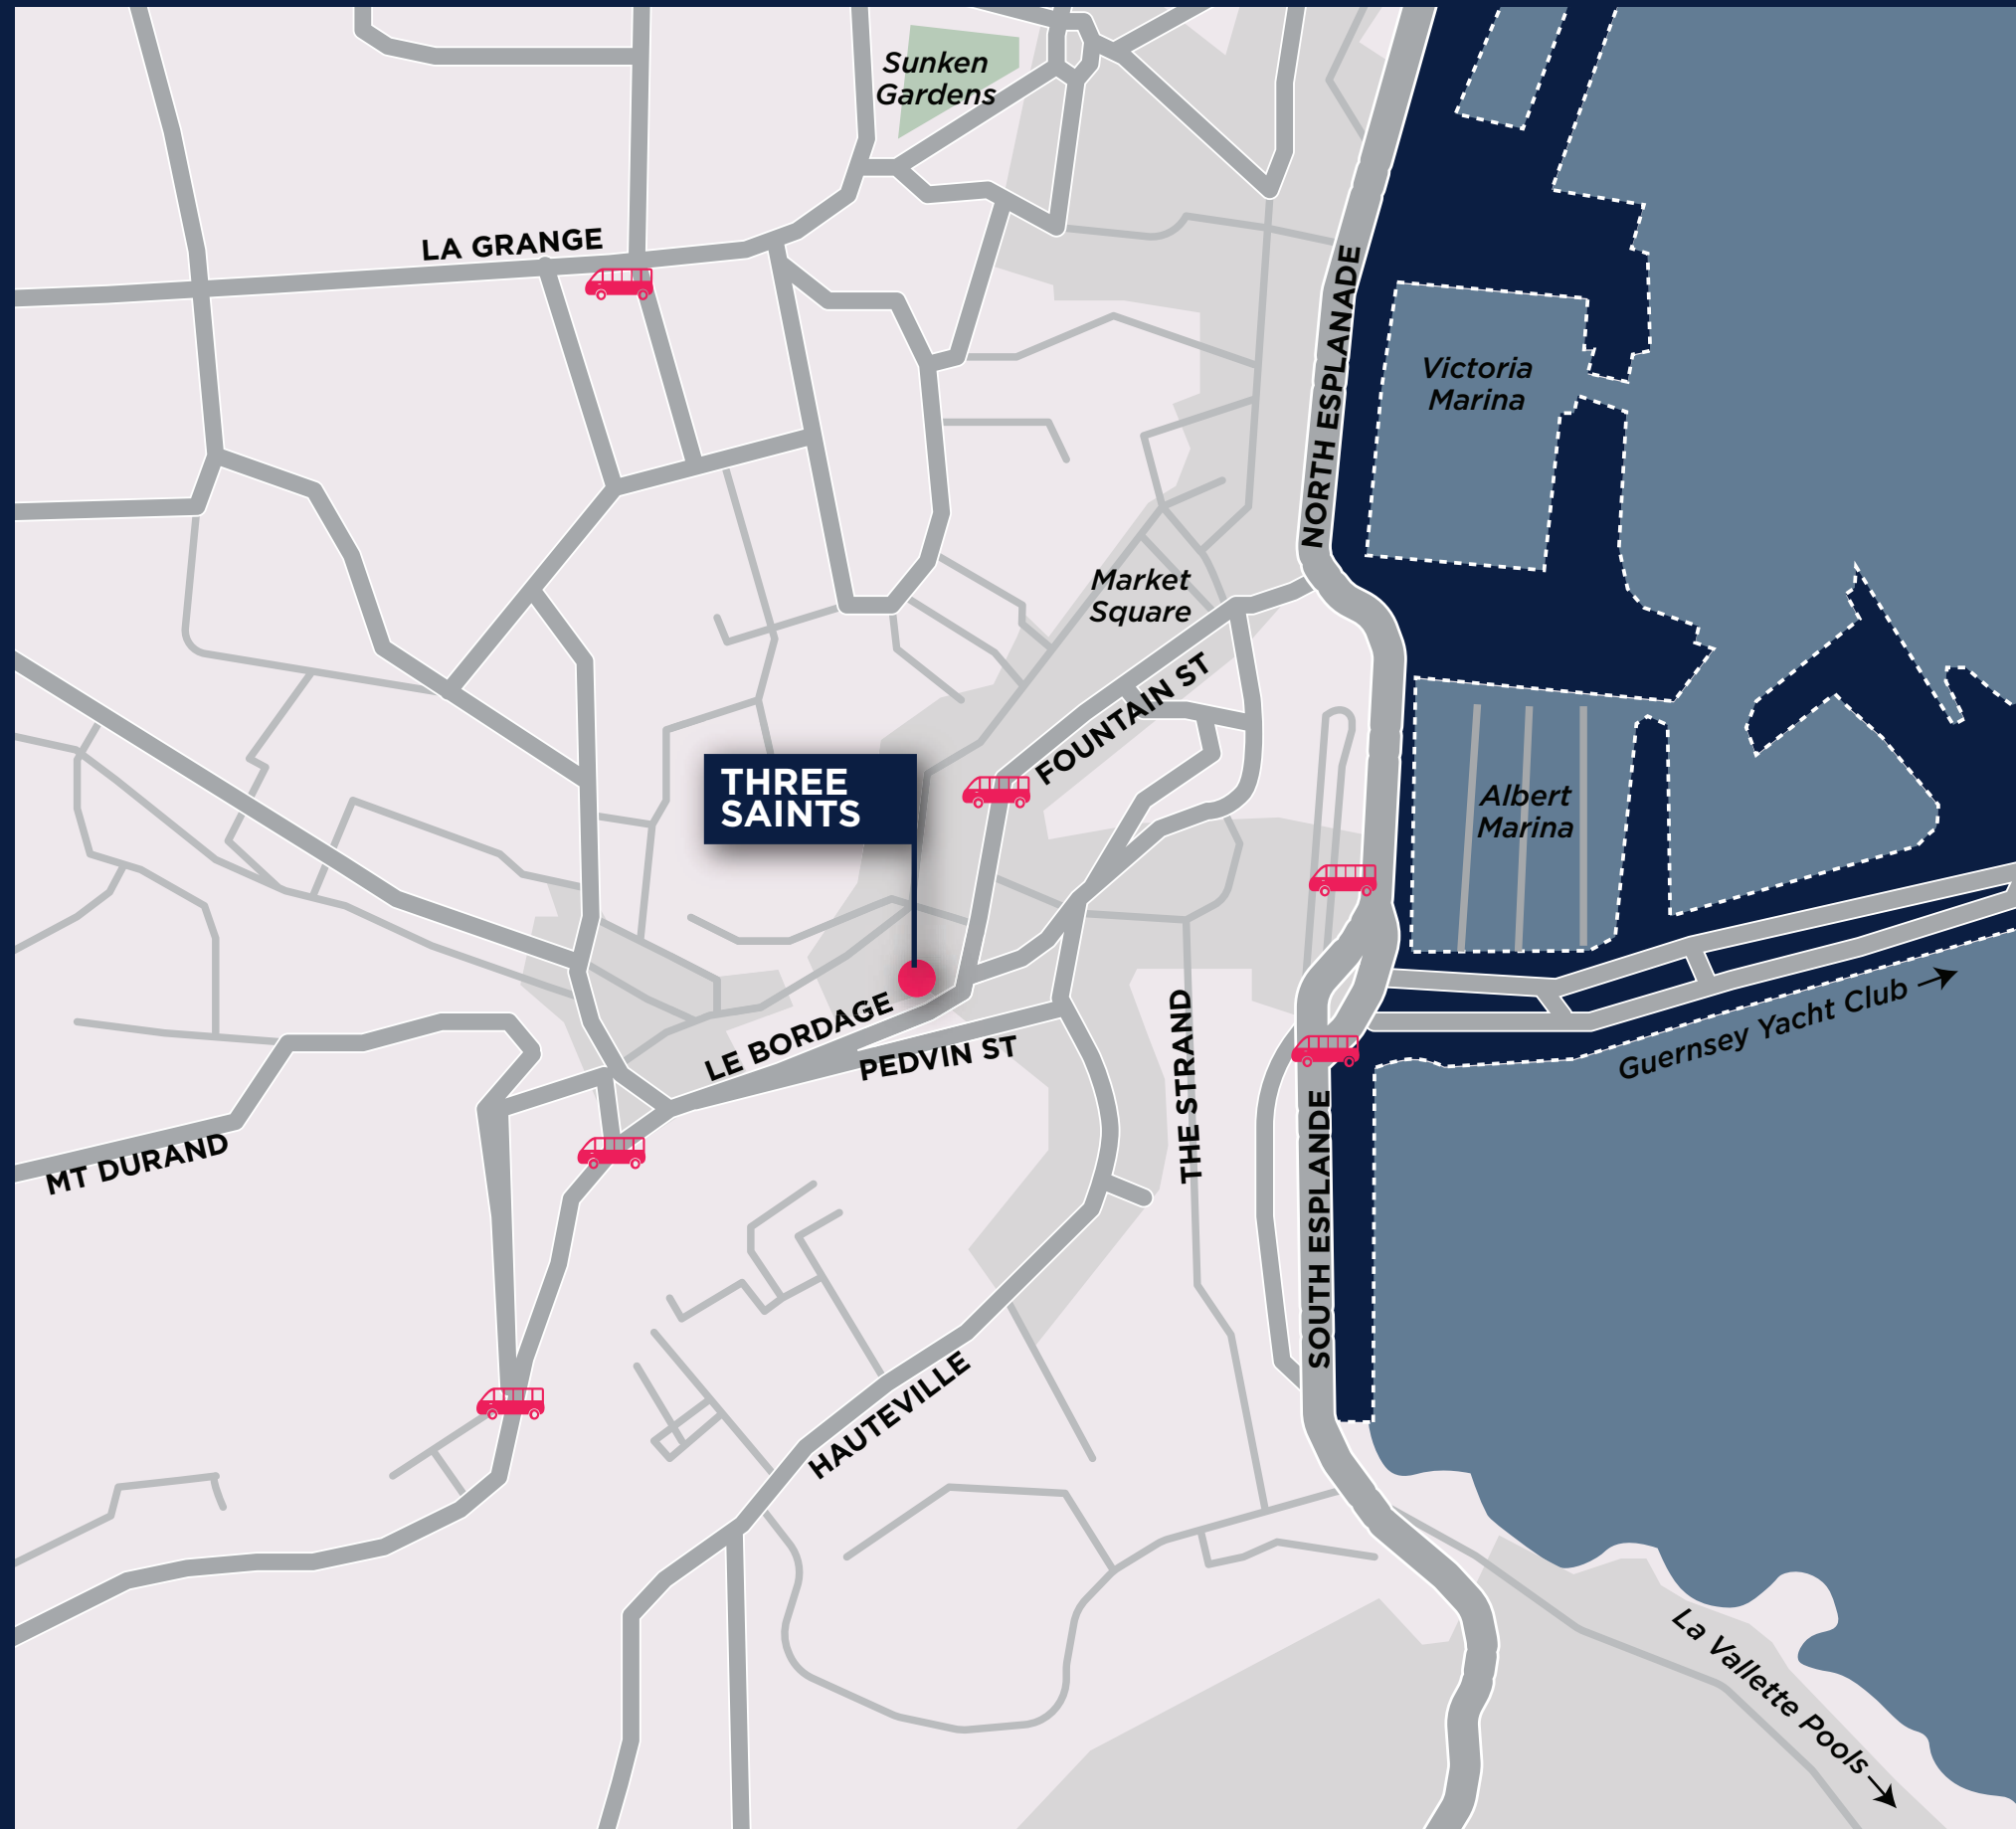 Sunken
Gardens
LA GRANGE
NORTH ESPLANADE
Victoria
Marina
Market
Square
FOUNTAIN ST
THREE
SAINTS
Albert
Marina
LE BORDAGE
PEDVIN ST
THE STRAND
Guernsey Yacht Club →
MT DURAND
SOUTH ESPLANDE
HAUTEVILLE
La Vallette Pools →